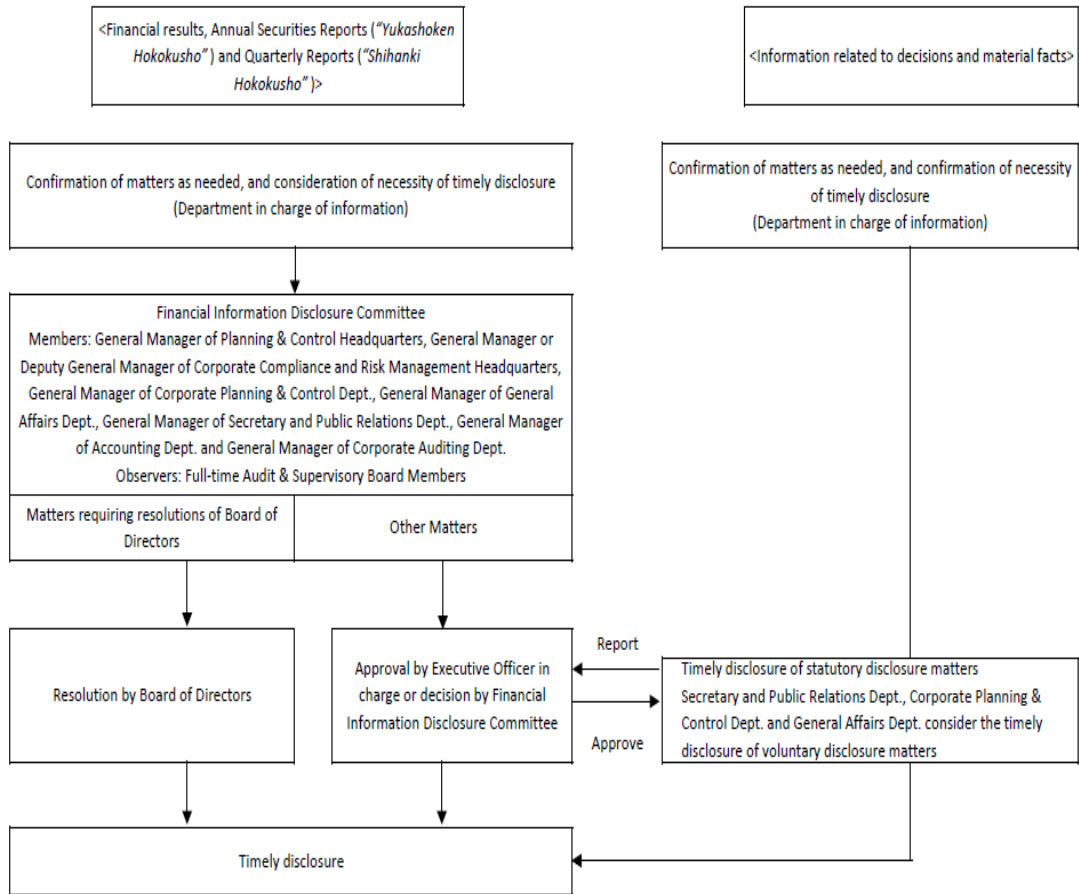 <Financial results, Annual Securities Reports (“Yukashoken
Hokokusho”) and Quarterly Reports (“Shihanki
Hokokusho”)>
<Information related to decisions and material facts>
Confirmation of matters as needed, and consideration of necessity of timely disclosure
(Department in charge of information)
Confirmation of matters as needed, and confirmation of necessity
of timely disclosure
(Department in charge of information)
Financial Information Disclosure Committee
Members: General Manager of Planning & Control Headquarters, General Manager or
Deputy General Manager of Corporate Compliance and Risk Management Headquarters,
General Manager of Corporate Planning & Control Dept., General Manager of General
Affairs Dept., General Manager of Secretary and Public Relations Dept., General Manager
of Accounting Dept. and General Manager of Corporate Auditing Dept.
Observers: Full-time Audit & Supervisory Board Members
Matters requiring resolutions of Board of
Directors
Other Matters
Resolution by Board of Directors
Approval by Executive Officer in
charge or decision by Financial
Information Disclosure Committee
Report
Approve
Timely disclosure of statutory disclosure matters
Secretary and Public Relations Dept., Corporate Planning &
Control Dept. and General Affairs Dept. consider the timely
disclosure of voluntary disclosure matters
Timely disclosure